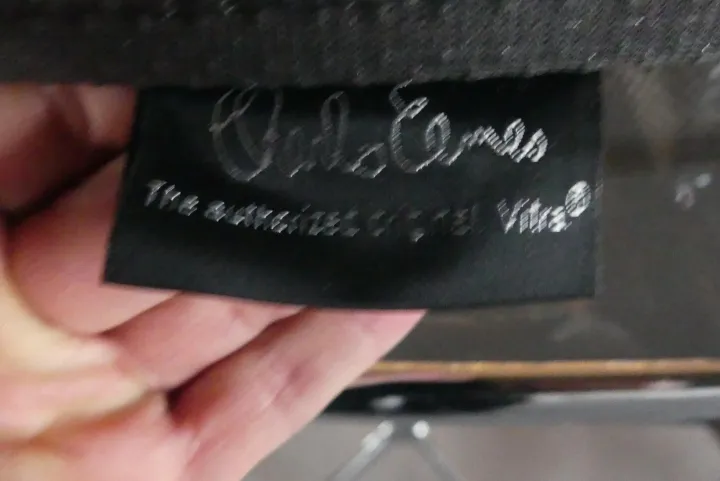 Charles Eames
The authorized original Vitra®